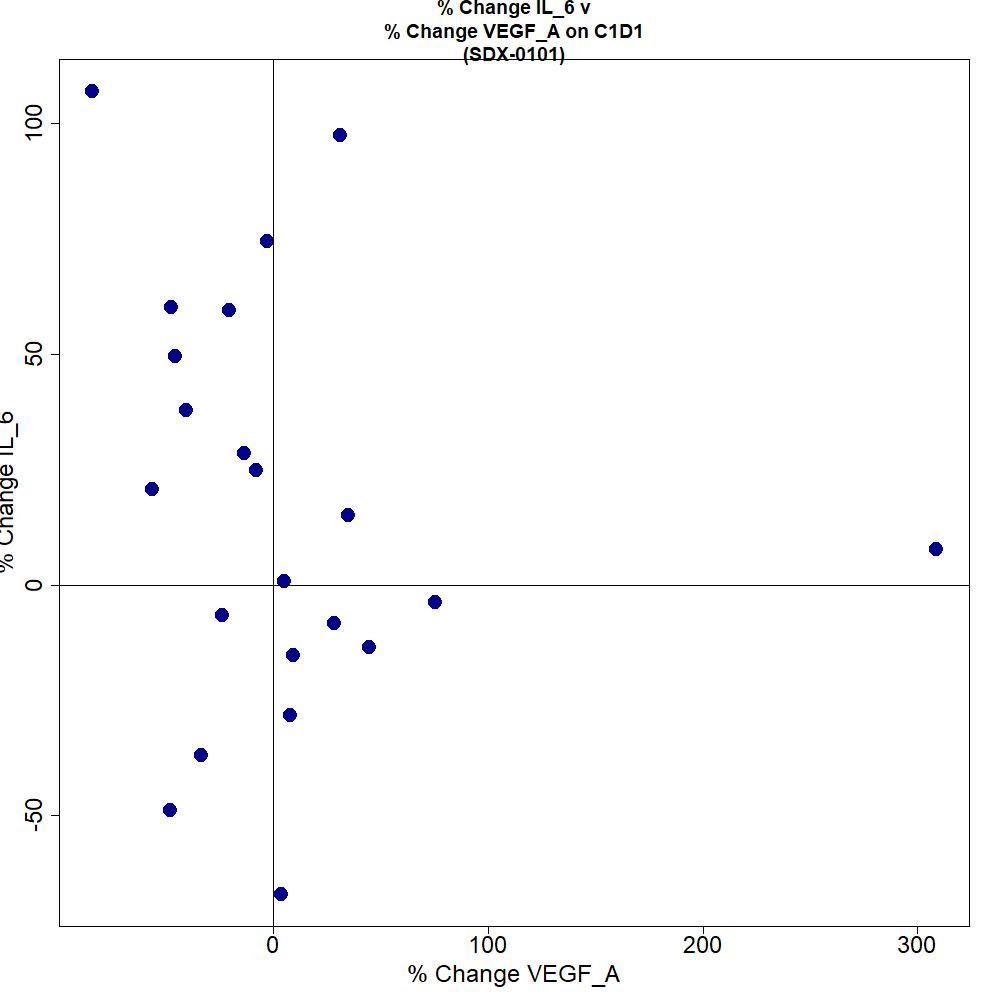 % Change IL_6 v
% Change VEGF_A on C1D1
(SDX-0101)
% Change IL_6
100
50
0
-50
0
100
200
300
% Change VEGF_A